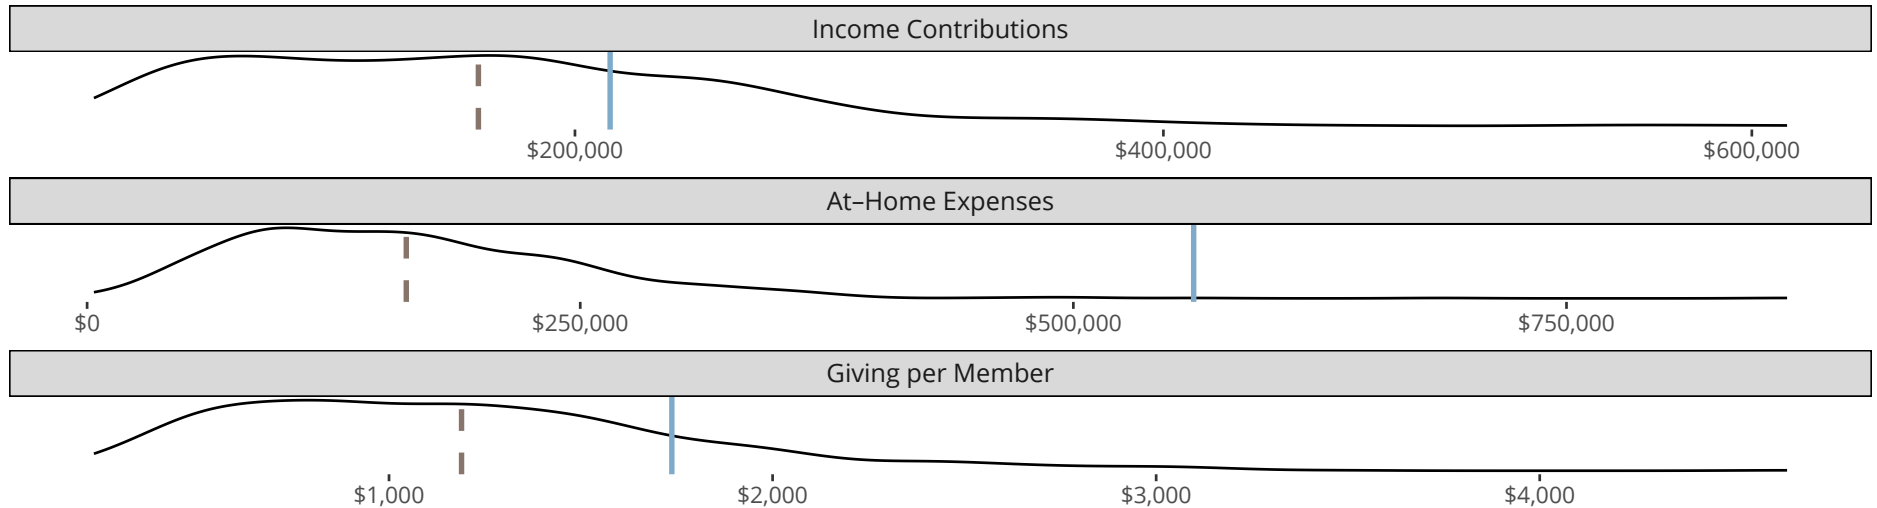 Income Contributions
$200,000 $400,000 $600,000
At–Home Expenses
$0 $250,000 $500,000 $750,000
Giving per Member
$1,000 $2,000 $3,000 $4,000